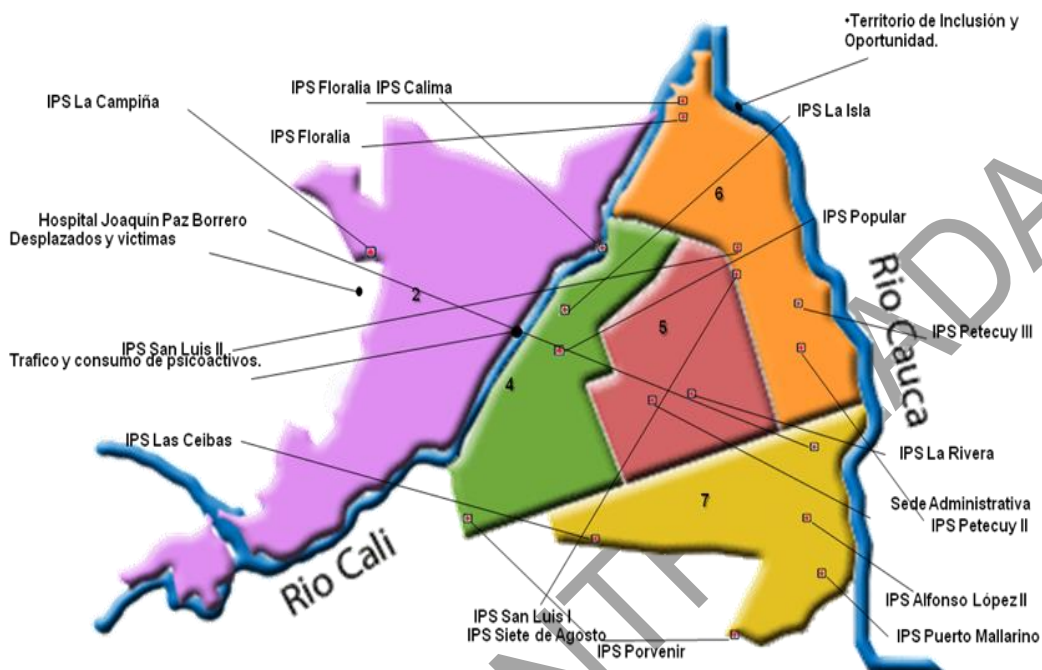 •Territorio de Inclusión y
Oportunidad.
IPS La Campiña
IPS Floralia IPS Calima
IPS La Isla
IPS Floralia
6
Hospital Joaquín Paz Borrero
Desplazados y victimas
IPS Popular
2
5
Rio Cauca
IPS San Luis II
Trafico y consumo de psicoactivos.
IPS Petecuy III
4
IPS Las Ceibas
IPS La Rivera
7
Sede Administrativa
IPS Petecuy II
Rio Cali
IPS Alfonso López II
IPS San Luis I
IPS Siete de Agosto
IPS Porvenir
IPS Puerto Mallarino